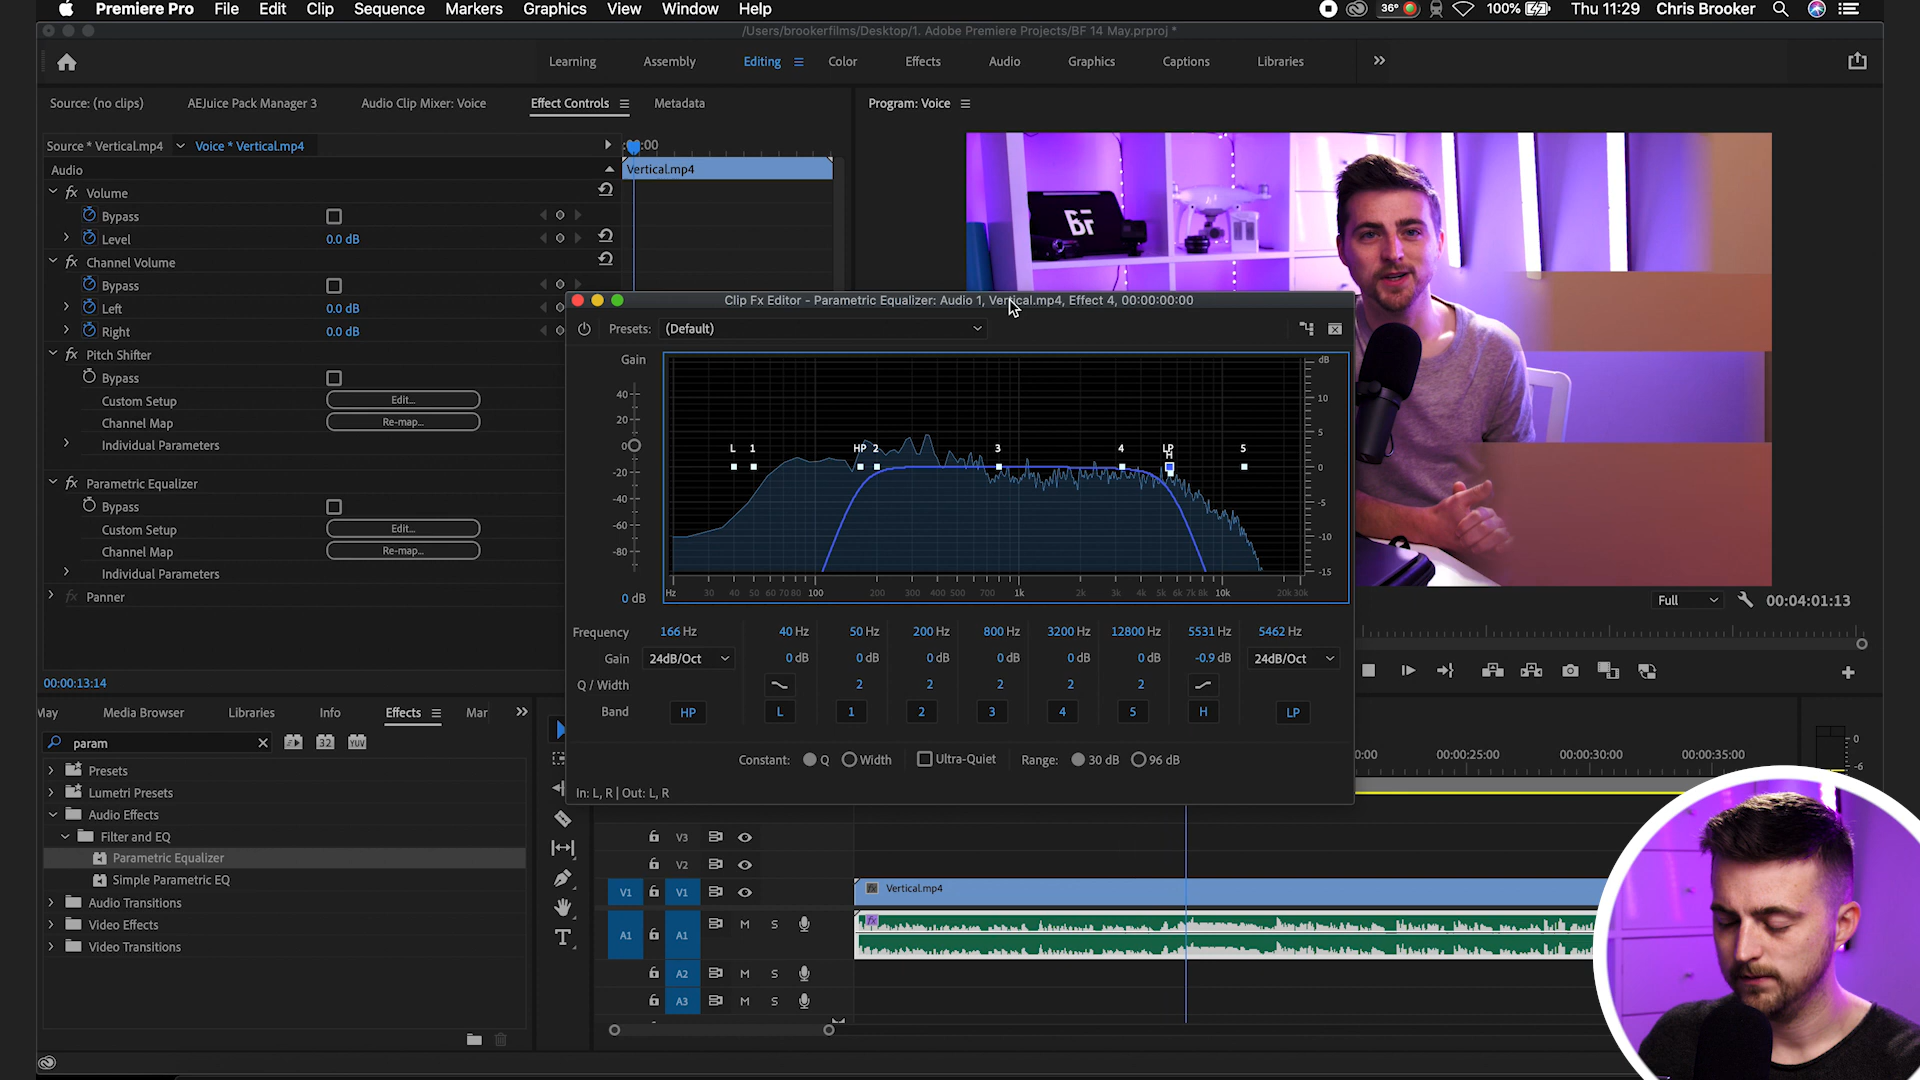 Premiere Pro File Edit Clip Sequence Markers Graphics View Window Help 36° 100% Thu 11:29 Chris Brooker
/Users/brookerfilms/Desktop/1. Adobe Premiere Projects/BF 14 May.prproj *
Learning Assembly Editing Color Effects Audio Graphics Captions Libraries
Source: (no clips) AEJuice Pack Manager 3 Audio Clip Mixer: Voice Effect Controls Metadata Program: Voice
Source * Vertical.mp4 Voice * Vertical.mp4 :00
Audio Vertical.mp4
fx Volume
Bypass
Level 0.0 dB
fx Channel Volume
Bypass
Left 0.0 dB
Right 0.0 dB
fx Pitch Shifter
Bypass
Custom Setup Edit...
Channel Map Re-map...
Individual Parameters
fx Parametric Equalizer
Bypass
Custom Setup Edit...
Channel Map Re-map...
Individual Parameters
fx Panner
00:00:13:14
BF
Full 00:04:01:13
Clip Fx Editor - Parametric Equalizer: Audio 1, Vertical.mp4, Effect 4, 00:00:00:00
Presets: (Default)
Gain dB
40 20 0 -20 -40 -60 -80
10 5 0 -5 -10 -15
L 1 HP 2 3 4 LP H 5
Hz 30 40 50 60 70 80 100 200 300 400 500 700 1k 2k 3k 4k 5k 6k 7k 8k 10k 20k 30k
0 dB
Frequency 166 Hz 40 Hz 50 Hz 200 Hz 800 Hz 3200 Hz 12800 Hz 5531 Hz 5462 Hz
Gain 24dB/Oct 0 dB 0 dB 0 dB 0 dB 0 dB 0 dB -0.9 dB 24dB/Oct
Q / Width 2 2 2 2 2
Band HP L 1 2 3 4 5 H LP
Constant: Q Width Ultra-Quiet Range: 30 dB 96 dB
In: L, R | Out: L, R
May Media Browser Libraries Info Effects Mar
param 32 YUV
Presets
Lumetri Presets
Audio Effects
Filter and EQ
Parametric Equalizer
Simple Parametric EQ
Audio Transitions
Video Effects
Video Transitions
:00 00:00:25:00 00:00:30:00 00:00:35:00
V3
V2
V1 V1 fx Vertical.mp4
A1 A1 M S fx
A2 M S
A3 M S
0
-6
T